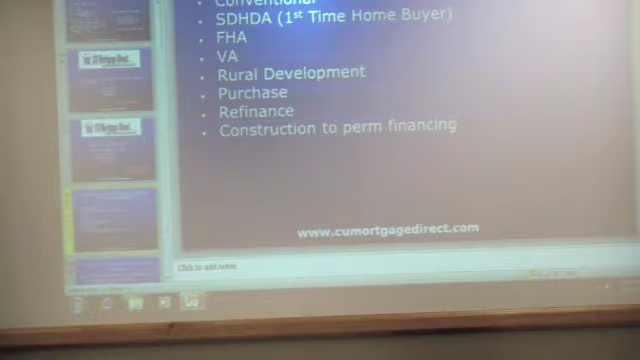 Conventional
SDHDA (1st Time Home Buyer)
FHA
VA
Rural Development
Purchase
Refinance
Construction to perm financing
www.cumortgagedirect.com
Click to add notes